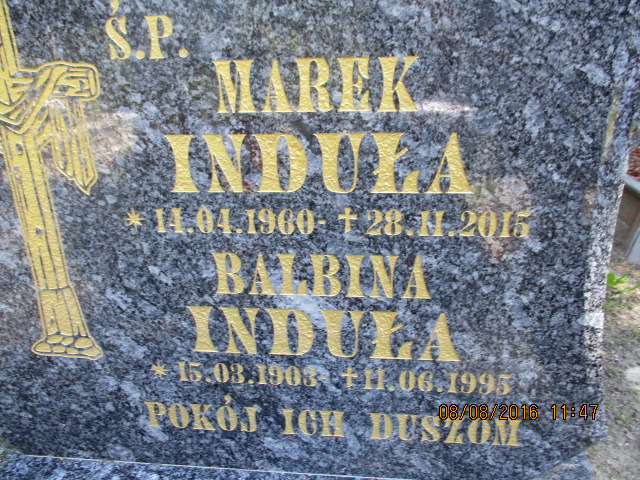 Ś.P.
MAREK
INDUŁA
* 14.04.1960 - † 28.11.2015
BALBINA
INDUŁA
* 15.03.1903 - † 11.06.1995
POKÓJ ICH DUSZOM
08/08/2016 11:47